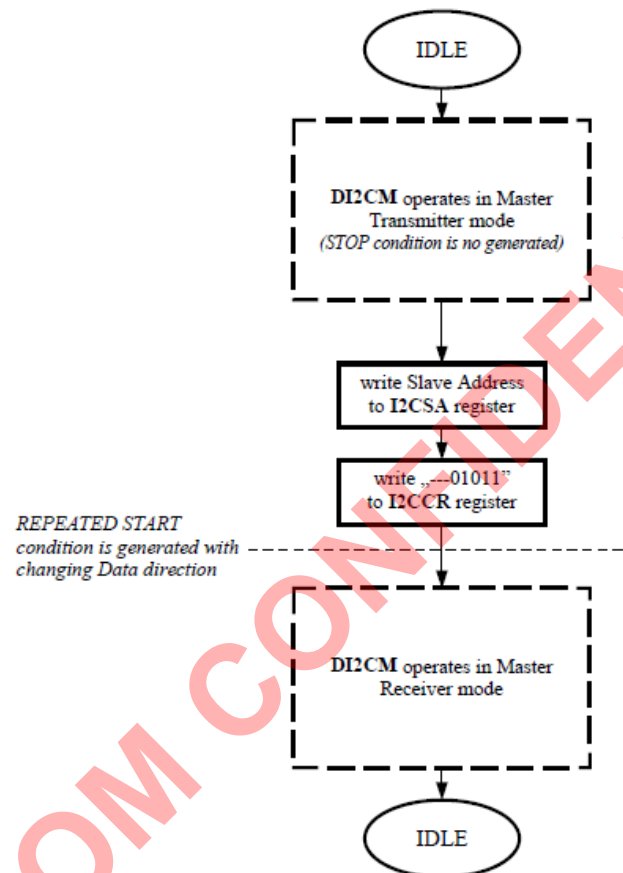 IDLE
DI2CM operates in Master
Transmitter mode
(STOP condition is no generated)
write Slave Address
to I2CSA register
write „---01011”
to I2CCR register
REPEATED START
condition is generated with
changing Data direction
DI2CM operates in Master
Receiver mode
IDLE
OM CONFIDEN